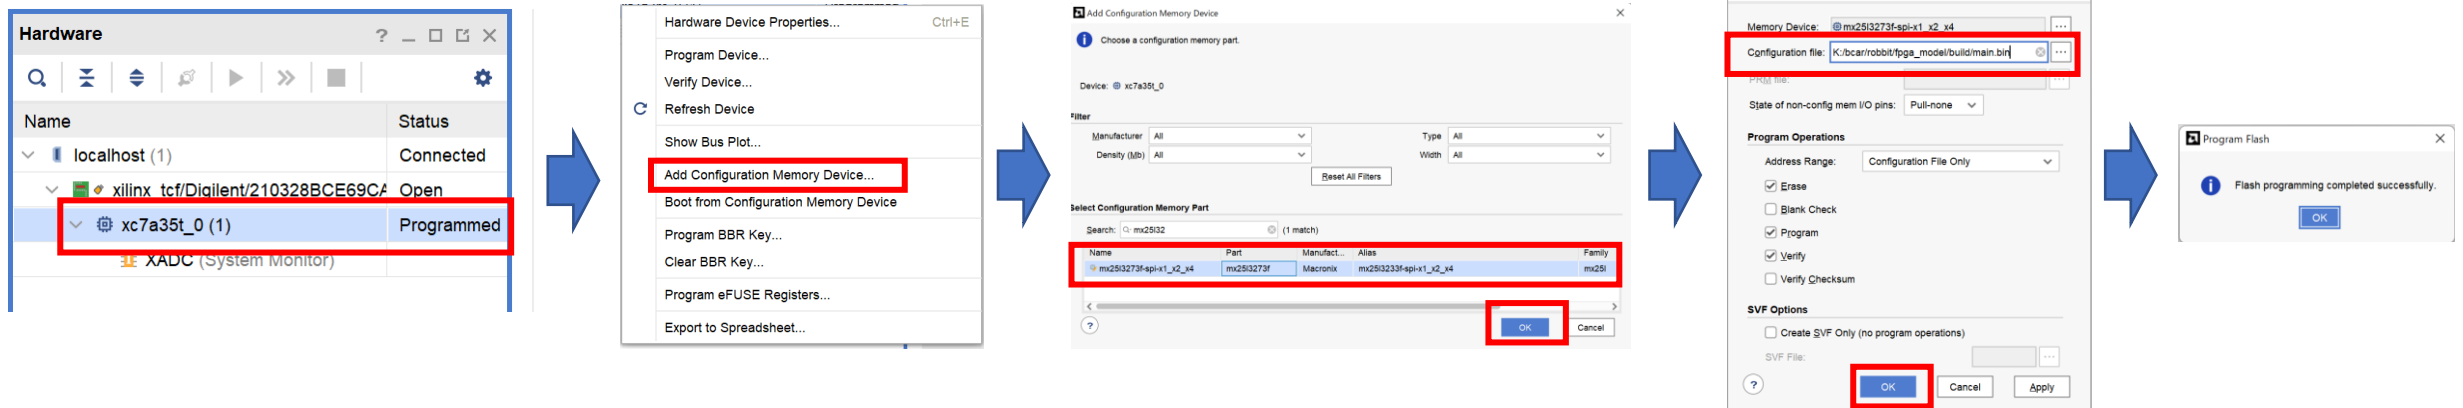 Hardware
Name Status
localhost (1) Connected
xilinx_tcf/Digilent/210328BCE69CA Open
xc7a35t_0 (1) Programmed
XADC (System Monitor)
Hardware Device Properties... Ctrl+E
Program Device...
Verify Device...
Refresh Device
Show Bus Plot...
Add Configuration Memory Device...
Boot from Configuration Memory Device
Program BBR Key...
Clear BBR Key...
Program eFUSE Registers...
Export to Spreadsheet...
Add Configuration Memory Device
Choose a configuration memory part.
Device: xc7a35t_0
Filter
Manufacturer All Type All
Density (Mb) All Width All
Reset All Filters
Select Configuration Memory Part
Search: mx25l32 (1 match)
Name Part Manufact... Alias Family
mx25l3273f-spi-x1_x2_x4 mx25l3273f Macronix mx25l3233f-spi-x1_x2_x4 mx25l
? OK Cancel
Memory Device: mx25l3273f-spi-x1_x2_x4 ...
Configuration file: K:/bcar/robbit/fpga_model/build/main.bin ...
PRM file: ...
State of non-config mem I/O pins: Pull-none
Program Operations
Address Range: Configuration File Only
Erase
Blank Check
Program
Verify
Verify Checksum
SVF Options
Create SVF Only (no program operations)
SVF File: ...
? OK Cancel Apply
Program Flash
Flash programming completed successfully.
OK